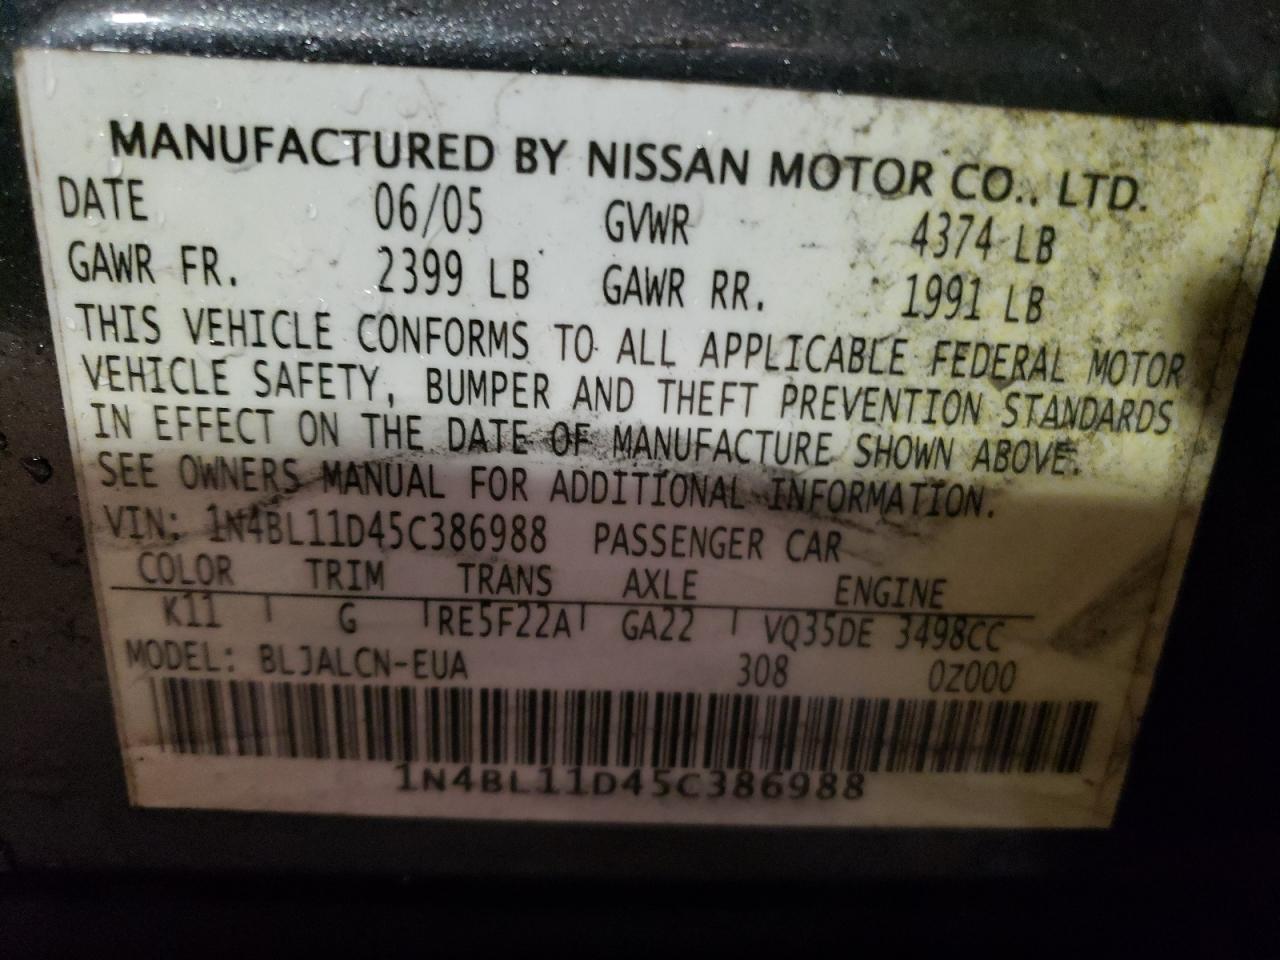 MANUFACTURED BY NISSAN MOTOR CO., LTD.
DATE 06/05 GVWR 4374 LB
GAWR FR. 2399 LB GAWR RR. 1991 LB
THIS VEHICLE CONFORMS TO ALL APPLICABLE FEDERAL MOTOR
VEHICLE SAFETY, BUMPER AND THEFT PREVENTION STANDARDS
IN EFFECT ON THE DATE OF MANUFACTURE SHOWN ABOVE.
SEE OWNERS MANUAL FOR ADDITIONAL INFORMATION.
VIN: 1N4BL11D45C386988 PASSENGER CAR
COLOR TRIM TRANS AXLE ENGINE
K11 G RE5F22A GA22 VQ35DE 3498CC
MODEL: BLJALCN-EUA 308 0Z000
1N4BL11D45C386988